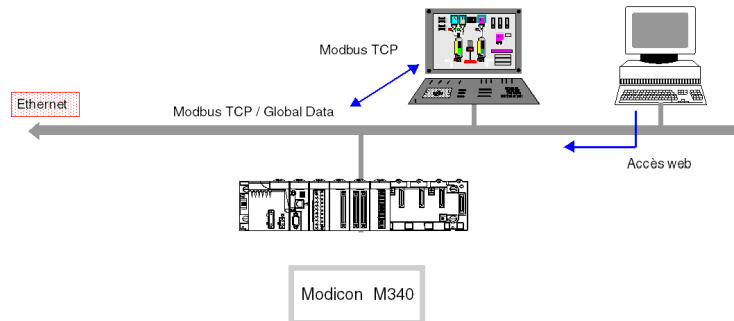 Modbus TCP
Ethernet
Modbus TCP / Global Data
Accès web
Modicon M340